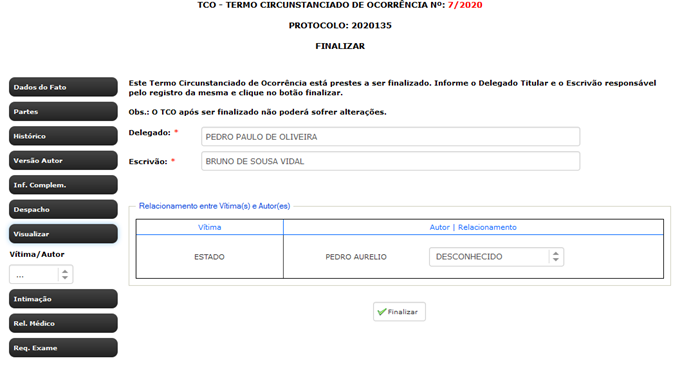 TCO - TERMO CIRCUNSTANCIADO DE OCORRÊNCIA Nº: 7/2020
PROTOCOLO: 2020135
FINALIZAR
Dados do Fato
Partes
Histórico
Versão Autor
Inf. Complem.
Despacho
Visualizar
Vítima/Autor
...
Intimação
Rel. Médico
Req. Exame
Este Termo Circunstanciado de Ocorrência está prestes a ser finalizado. Informe o Delegado Titular e o Escrivão responsável
pelo registro da mesma e clique no botão finalizar.
Obs.: O TCO após ser finalizado não poderá sofrer alterações.
Delegado: * PEDRO PAULO DE OLIVEIRA
Escrivão: * BRUNO DE SOUSA VIDAL
Relacionamento entre Vítima(s) e Autor(es)
Vítima Autor | Relacionamento
ESTADO PEDRO AURELIO DESCONHECIDO
Finalizar